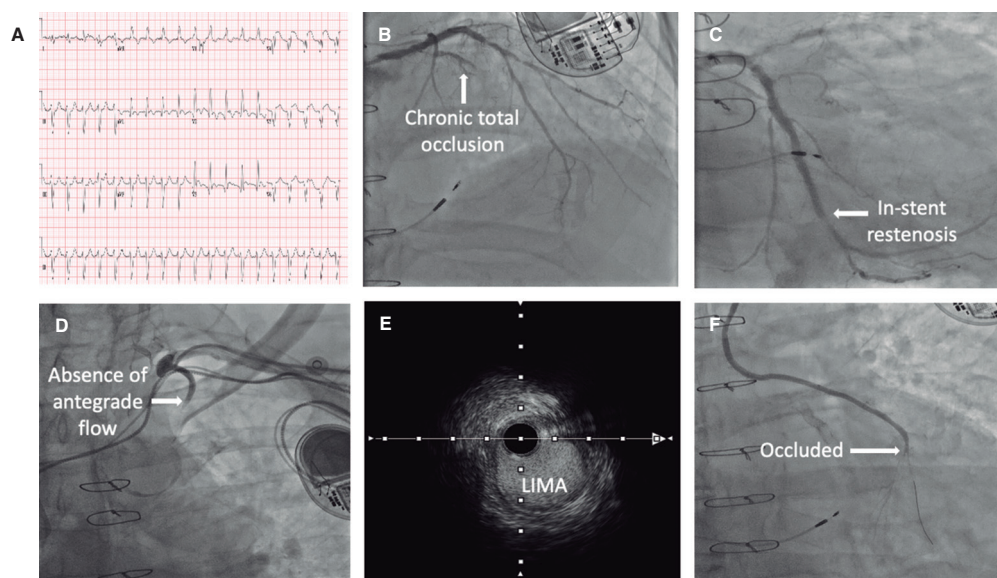 A
B
Chronic total
occlusion
C
In-stent
restenosis
D
Absence of
antegrade
flow
E
LIMA
F
Occluded